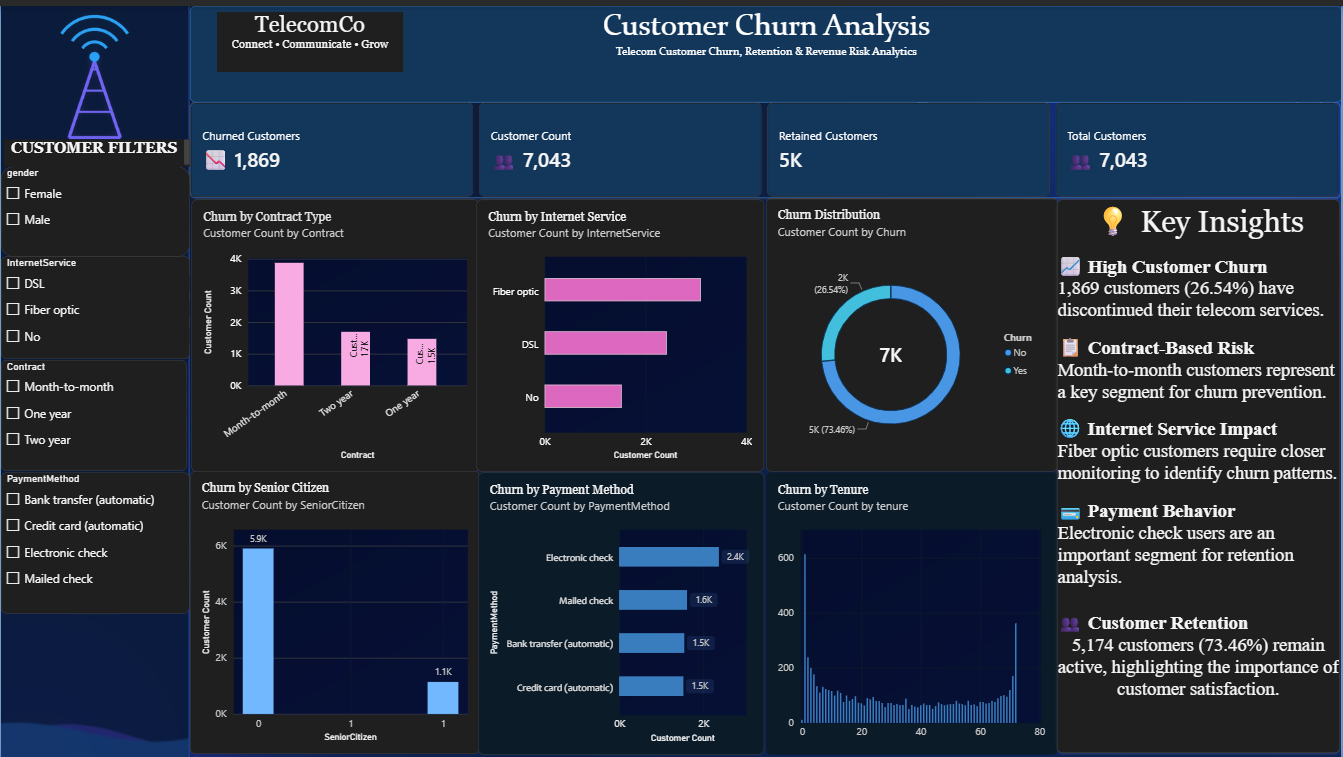 TelecomCo
Connect • Communicate • Grow
Customer Churn Analysis
Telecom Customer Churn, Retention & Revenue Risk Analytics
CUSTOMER FILTERS
gender
Female
Male
InternetService
DSL
Fiber optic
No
Contract
Month-to-month
One year
Two year
PaymentMethod
Bank transfer (automatic)
Credit card (automatic)
Electronic check
Mailed check
Churned Customers
1,869
Customer Count
7,043
Retained Customers
5K
Total Customers
7,043
Churn by Contract Type
Customer Count by Contract
Customer Count
4K
3K
2K
1K
0K
Cust...
1.7K
Cus...
1.5K
Month-to-month
Two year
One year
Contract
Churn by Internet Service
Customer Count by InternetService
Fiber optic
DSL
No
0K
2K
4K
Customer Count
Churn Distribution
Customer Count by Churn
2K
(26.54%)
7K
5K (73.46%)
Churn
No
Yes
Churn by Senior Citizen
Customer Count by SeniorCitizen
Customer Count
6K
4K
2K
0K
5.9K
1.1K
0
1
1
SeniorCitizen
Churn by Payment Method
Customer Count by PaymentMethod
PaymentMethod
Electronic check
2.4K
Mailed check
1.6K
Bank transfer (automatic)
1.5K
Credit card (automatic)
1.5K
0K
2K
Customer Count
Churn by Tenure
Customer Count by tenure
600
400
200
0
0
20
40
60
80
Key Insights
High Customer Churn
1,869 customers (26.54%) have
discontinued their telecom services.
Contract-Based Risk
Month-to-month customers represent
a key segment for churn prevention.
Internet Service Impact
Fiber optic customers require closer
monitoring to identify churn patterns.
Payment Behavior
Electronic check users are an
important segment for retention
analysis.
Customer Retention
5,174 customers (73.46%) remain
active, highlighting the importance of
customer satisfaction.